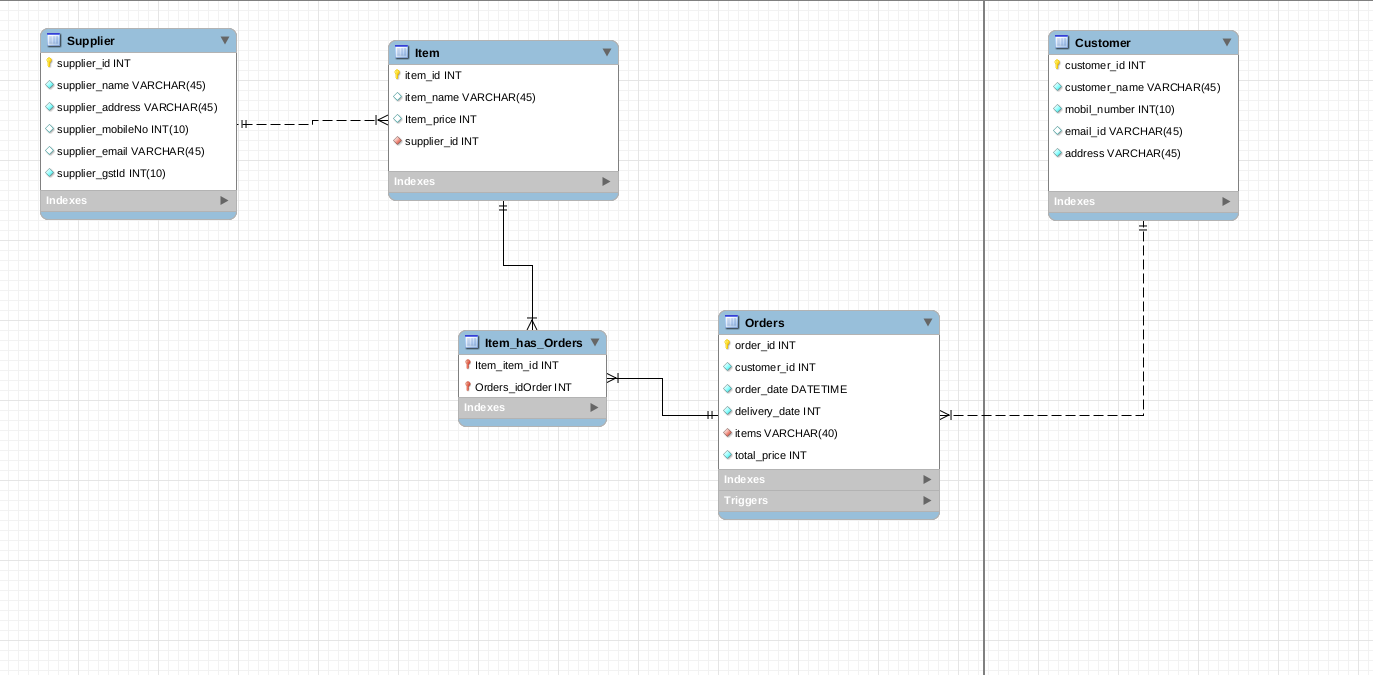 Supplier
supplier_id INT
supplier_name VARCHAR(45)
supplier_address VARCHAR(45)
supplier_mobileNo INT(10)
supplier_email VARCHAR(45)
supplier_gstId INT(10)
Indexes
Item
item_id INT
item_name VARCHAR(45)
Item_price INT
supplier_id INT
Indexes
Customer
customer_id INT
customer_name VARCHAR(45)
mobil_number INT(10)
email_id VARCHAR(45)
address VARCHAR(45)
Indexes
Item_has_Orders
Item_item_id INT
Orders_idOrder INT
Indexes
Orders
order_id INT
customer_id INT
order_date DATETIME
delivery_date INT
items VARCHAR(40)
total_price INT
Indexes
Triggers